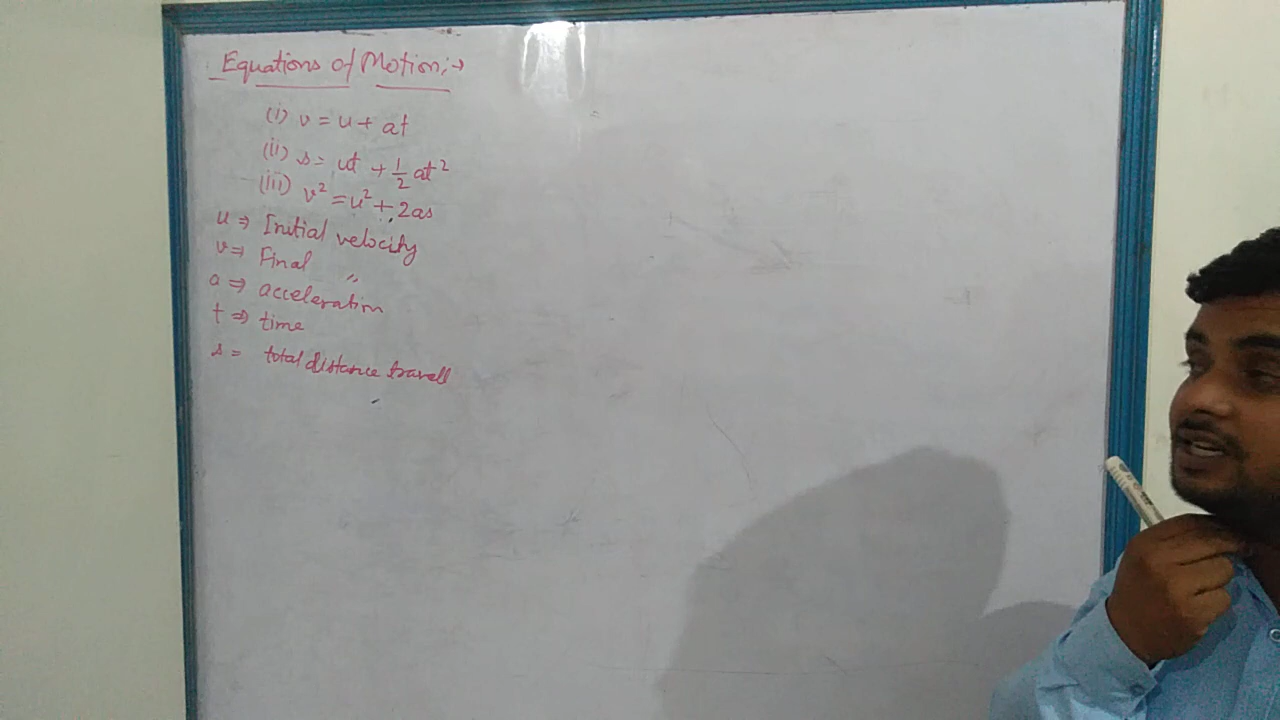 Equations of Motion:→
(i) v = u + at
(ii) s = ut + 1/2 at²
(iii) v² = u² + 2as
u ⇒ Initial velocity
v ⇒ Final "
a ⇒ acceleration
t ⇒ time
s = total distance travell